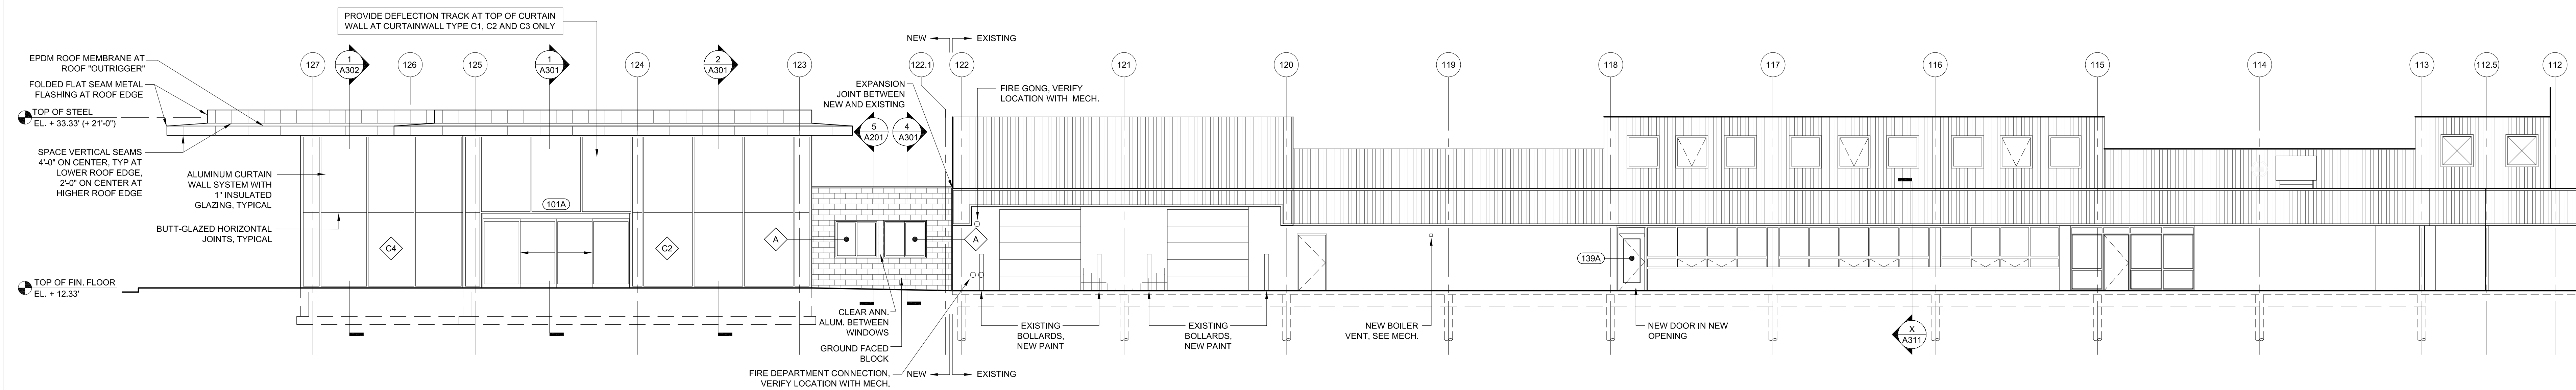 PROVIDE DEFLECTION TRACK AT TOP OF CURTAIN
WALL AT CURTAINWALL TYPE C1, C2 AND C3 ONLY
NEW
EXISTING
127
1
A302
126
125
1
A301
124
2
A301
123
122.1
122
121
120
119
118
117
116
115
114
113
112.5
112
EPDM ROOF MEMBRANE AT
ROOF "OUTRIGGER"
FOLDED FLAT SEAM METAL
FLASHING AT ROOF EDGE
TOP OF STEEL
EL. + 33.33' (+ 21'-0")
SPACE VERTICAL SEAMS
4'-0" ON CENTER, TYP AT
LOWER ROOF EDGE,
2'-0" ON CENTER AT
HIGHER ROOF EDGE
ALUMINUM CURTAIN
WALL SYSTEM WITH
1" INSULATED
GLAZING, TYPICAL
BUTT-GLAZED HORIZONTAL
JOINTS, TYPICAL
TOP OF FIN. FLOOR
EL. + 12.33'
EXPANSION
JOINT BETWEEN
NEW AND EXISTING
FIRE GONG, VERIFY
LOCATION WITH MECH.
5
A201
4
A301
101A
C4
C2
A
A
139A
CLEAR ANN.
ALUM. BETWEEN
WINDOWS
GROUND FACED
BLOCK
FIRE DEPARTMENT CONNECTION,
VERIFY LOCATION WITH MECH.
NEW
EXISTING
EXISTING
BOLLARDS,
NEW PAINT
EXISTING
BOLLARDS,
NEW PAINT
NEW BOILER
VENT, SEE MECH.
NEW DOOR IN NEW
OPENING
X
A311